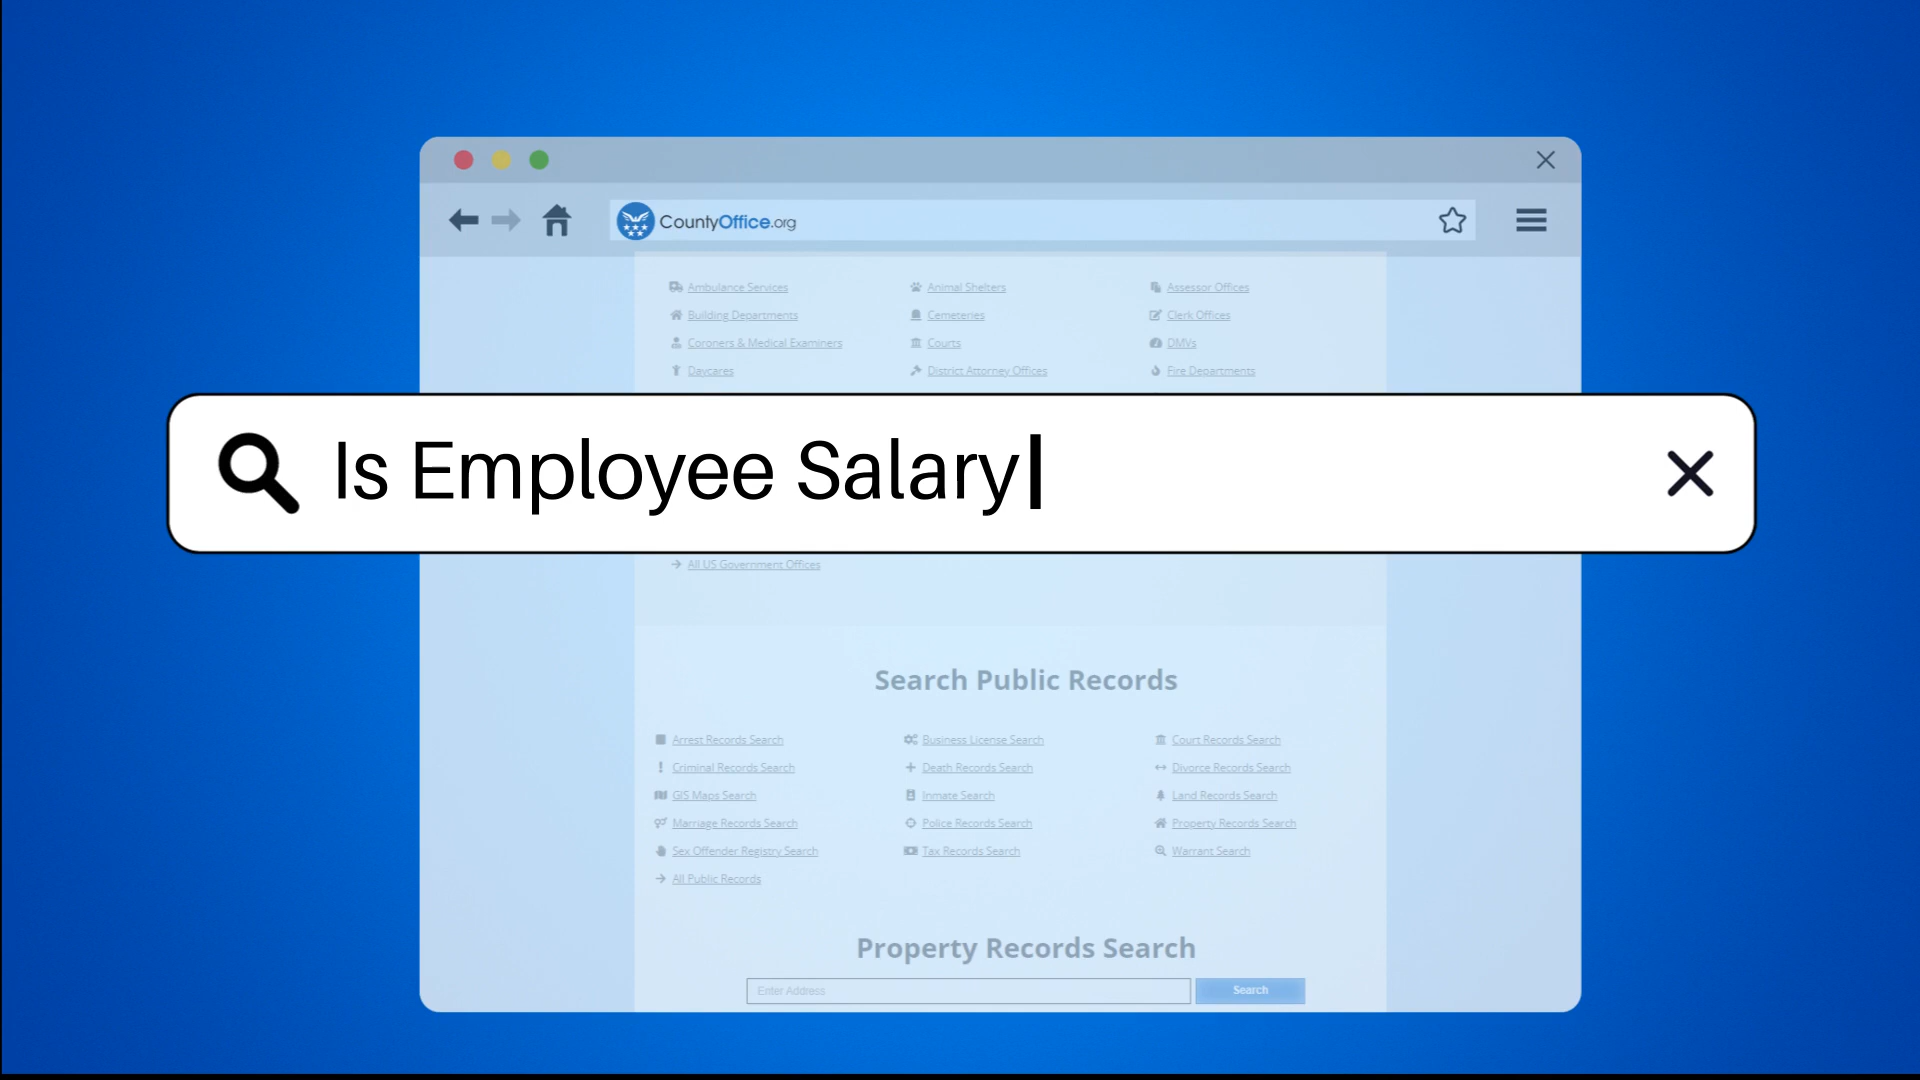 CountyOffice.org
Ambulance Services Animal Shelters Assessor Offices
Building Departments Cemeteries Clerk Offices
Coroners & Medical Examiners Courts DMVs
Daycares District Attorney Offices Fire Departments
Is Employee Salary
All US Government Offices
Search Public Records
Arrest Records Search Business License Search Court Records Search
Criminal Records Search Death Records Search Divorce Records Search
GIS Maps Search Inmate Search Land Records Search
Marriage Records Search Police Records Search Property Records Search
Sex Offender Registry Search Tax Records Search Warrant Search
All Public Records
Property Records Search
Enter Address Search